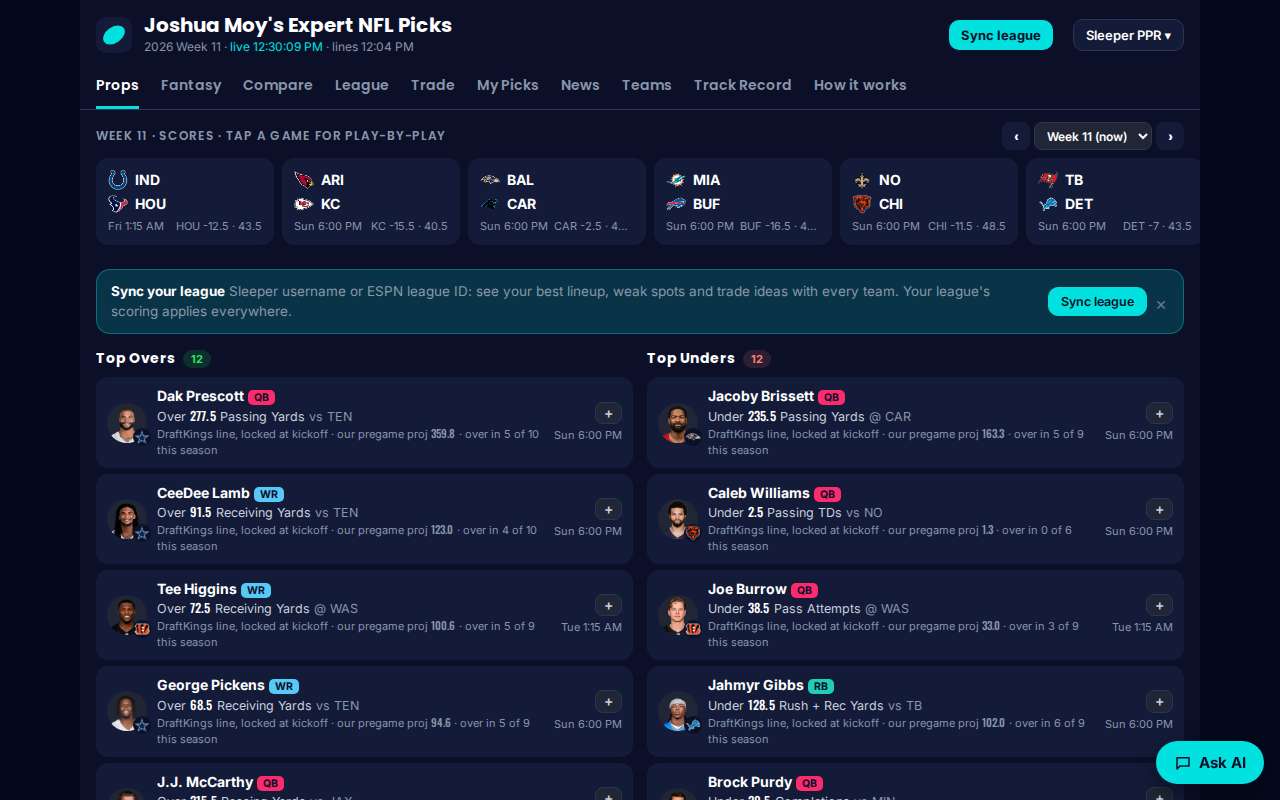 Joshua Moy's Expert NFL Picks
2026 Week 11 · live 12:30:09 PM · lines 12:04 PM
Sync league
Sleeper PPR ▾
Props Fantasy Compare League Trade My Picks News Teams Track Record How it works
WEEK 11 · SCORES · TAP A GAME FOR PLAY-BY-PLAY
‹ Week 11 (now) ›
IND
HOU
Fri 1:15 AM HOU -12.5 · 43.5
ARI
KC
Sun 6:00 PM KC -15.5 · 40.5
BAL
CAR
Sun 6:00 PM CAR -2.5 · 4...
MIA
BUF
Sun 6:00 PM BUF -16.5 · 4...
NO
CHI
Sun 6:00 PM CHI -11.5 · 48.5
TB
DET
Sun 6:00 PM DET -7 · 43.5
Sync your league Sleeper username or ESPN league ID: see your best lineup, weak spots and trade ideas with every team. Your league's
scoring applies everywhere.
Sync league ×
Top Overs 12
Dak Prescott QB
Over 277.5 Passing Yards vs TEN
DraftKings line, locked at kickoff · our pregame proj 359.8 · over in 5 of 10
this season
+
Sun 6:00 PM
CeeDee Lamb WR
Over 91.5 Receiving Yards vs TEN
DraftKings line, locked at kickoff · our pregame proj 123.0 · over in 4 of 10
this season
+
Sun 6:00 PM
Tee Higgins WR
Over 72.5 Receiving Yards @ WAS
DraftKings line, locked at kickoff · our pregame proj 100.6 · over in 5 of 9
this season
+
Tue 1:15 AM
George Pickens WR
Over 68.5 Receiving Yards vs TEN
DraftKings line, locked at kickoff · our pregame proj 94.6 · over in 5 of 9
this season
+
Sun 6:00 PM
J.J. McCarthy QB
Top Unders 12
Jacoby Brissett QB
Under 235.5 Passing Yards @ CAR
DraftKings line, locked at kickoff · our pregame proj 163.3 · over in 5 of 9
this season
+
Sun 6:00 PM
Caleb Williams QB
Under 2.5 Passing TDs vs NO
DraftKings line, locked at kickoff · our pregame proj 1.3 · over in 0 of 6
this season
+
Sun 6:00 PM
Joe Burrow QB
Under 38.5 Pass Attempts @ WAS
DraftKings line, locked at kickoff · our pregame proj 33.0 · over in 3 of 9
this season
+
Tue 1:15 AM
Jahmyr Gibbs RB
Under 128.5 Rush + Rec Yards vs TB
DraftKings line, locked at kickoff · our pregame proj 102.0 · over in 6 of 9
this season
+
Sun 6:00 PM
Brock Purdy QB
Ask AI